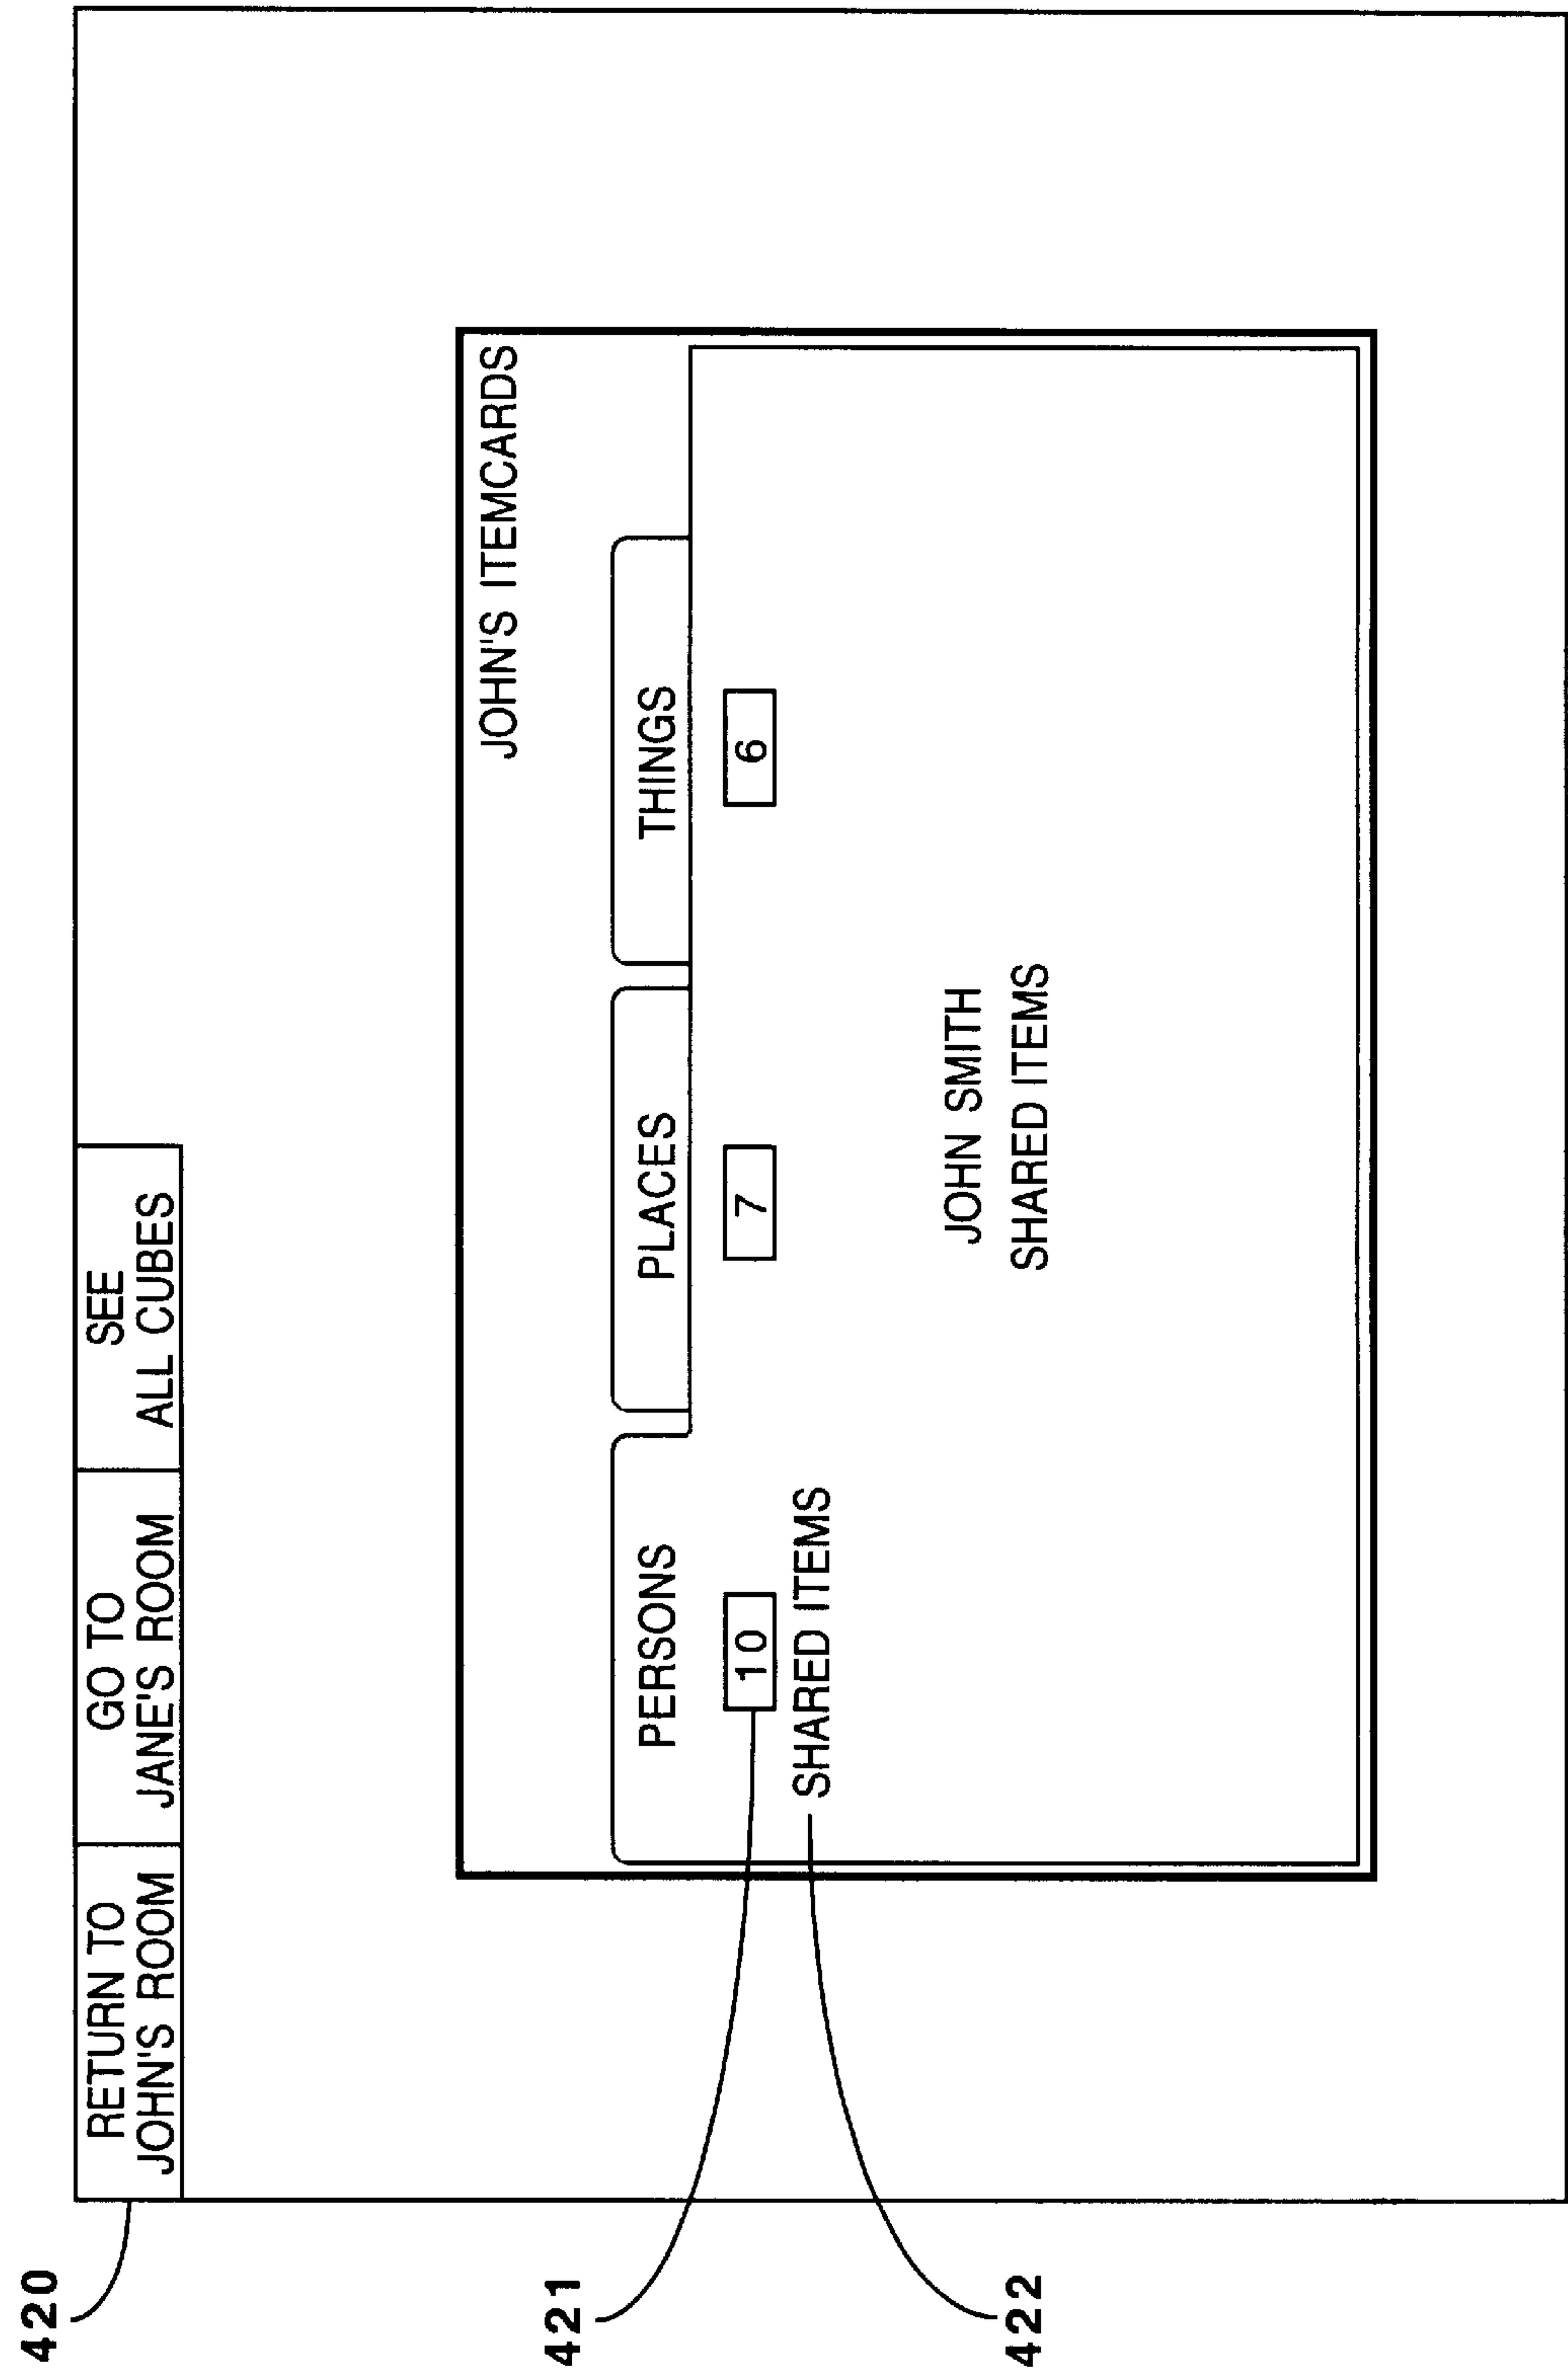 420
RETURN TO
JOHN'S ROOM
GO TO
JANE'S ROOM
SEE
ALL CUBES
JOHN'S ITEMCARDS
PERSONS
PLACES
THINGS
421
10
7
6
422
SHARED ITEMS
JOHN SMITH
SHARED ITEMS